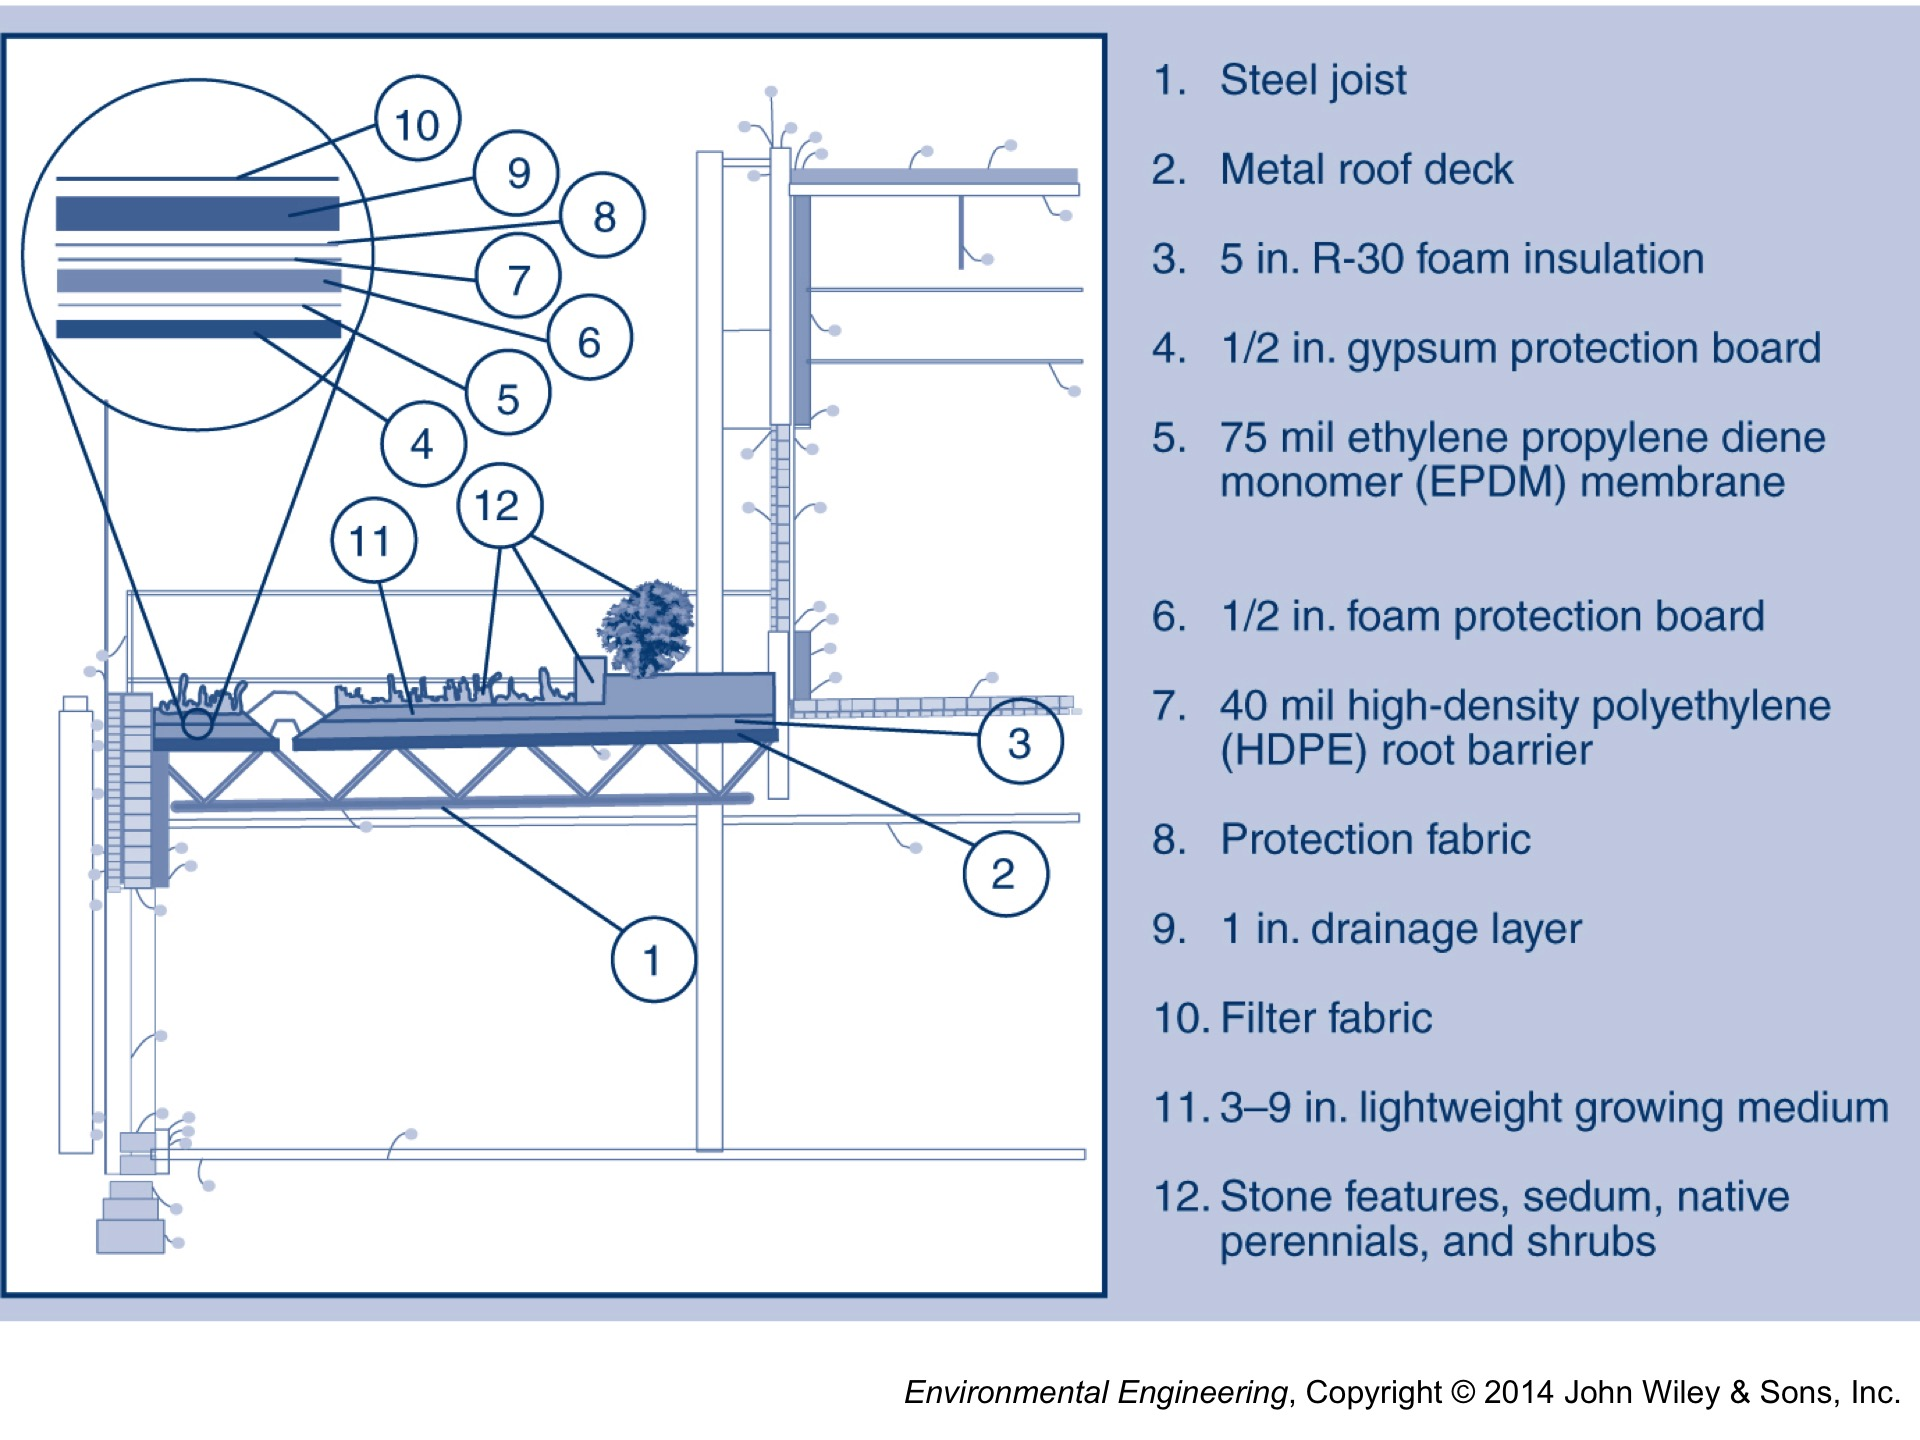 10
9
8
7
6
5
4
12
11
3
2
1
1. Steel joist
2. Metal roof deck
3. 5 in. R-30 foam insulation
4. 1/2 in. gypsum protection board
5. 75 mil ethylene propylene diene
monomer (EPDM) membrane
6. 1/2 in. foam protection board
7. 40 mil high-density polyethylene
(HDPE) root barrier
8. Protection fabric
9. 1 in. drainage layer
10. Filter fabric
11. 3–9 in. lightweight growing medium
12. Stone features, sedum, native
perennials, and shrubs
Environmental Engineering, Copyright © 2014 John Wiley & Sons, Inc.